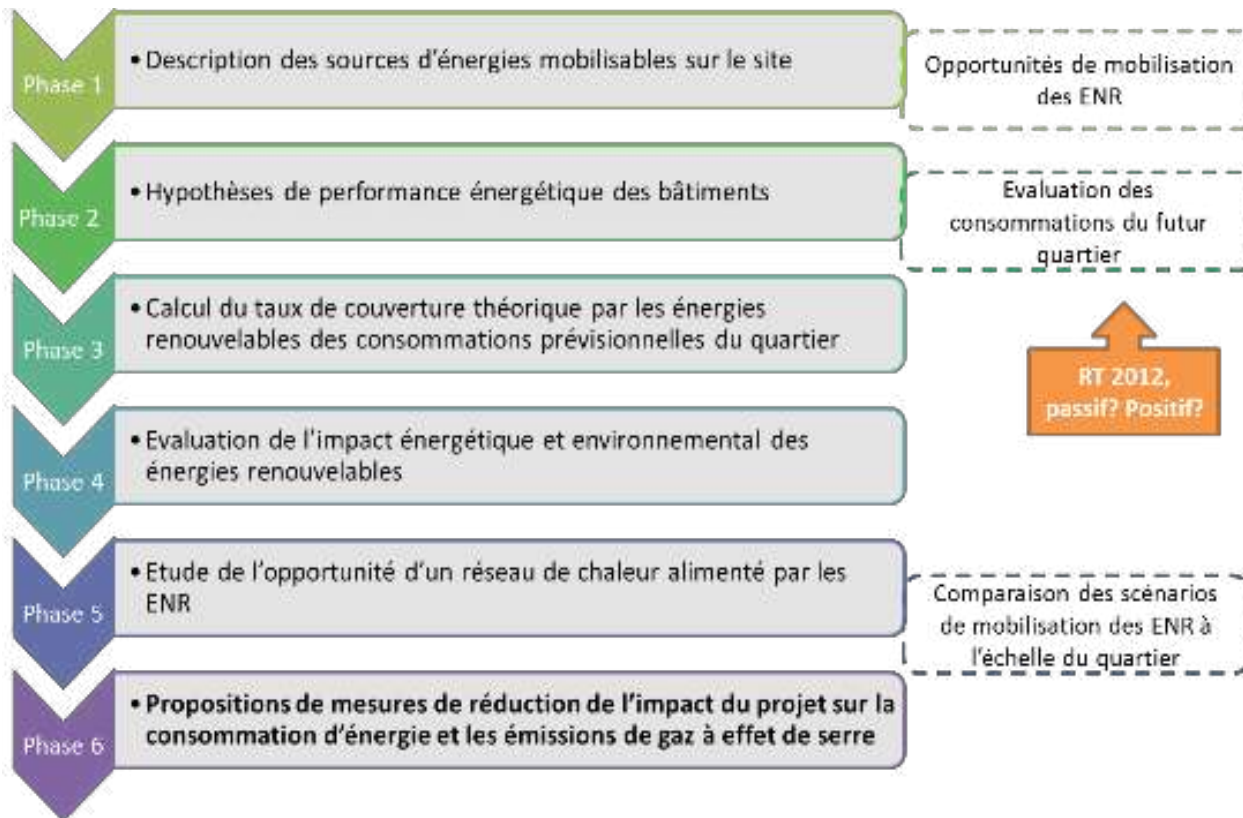 Phase 1
• Description des sources d'énergies mobilisables sur le site
Opportunités de mobilisation
des ENR
Phase 2
• Hypothèses de performance énergétique des bâtiments
Evaluation des
consommations du futur
quartier
Phase 3
• Calcul du taux de couverture théorique par les énergies
renouvelables des consommations prévisionnelles du quartier
RT 2012,
passif? Positif?
Phase 4
• Evaluation de l'impact énergétique et environnemental des
énergies renouvelables
Phase 5
• Etude de l'opportunité d'un réseau de chaleur alimenté par les
ENR
Comparaison des scénarios
de mobilisation des ENR à
l'échelle du quartier
Phase 6
• Propositions de mesures de réduction de l'impact du projet sur la
consommation d'énergie et les émissions de gaz à effet de serre